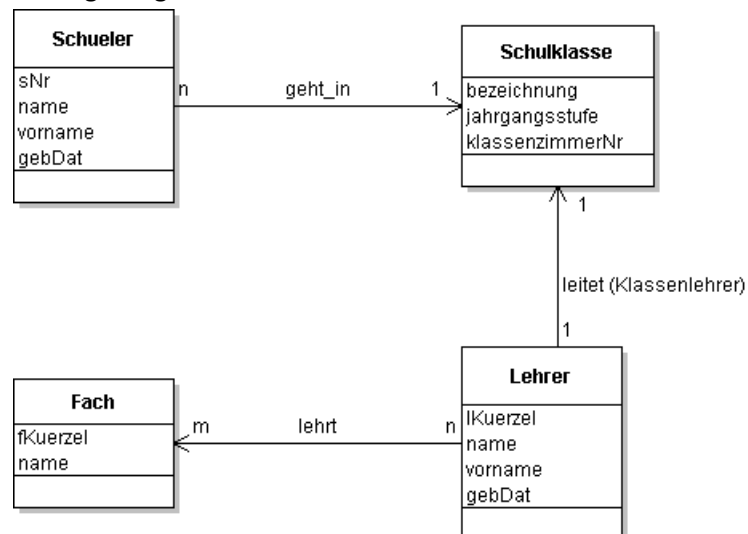 Schueler
sNr
name
vorname
gebDat
n
geht_in
1
Schulklasse
bezeichnung
jahrgangsstufe
klassenzimmerNr
1
leitet (Klassenlehrer)
1
Fach
fKuerzel
name
m
lehrt
n
Lehrer
lKuerzel
name
vorname
gebDat